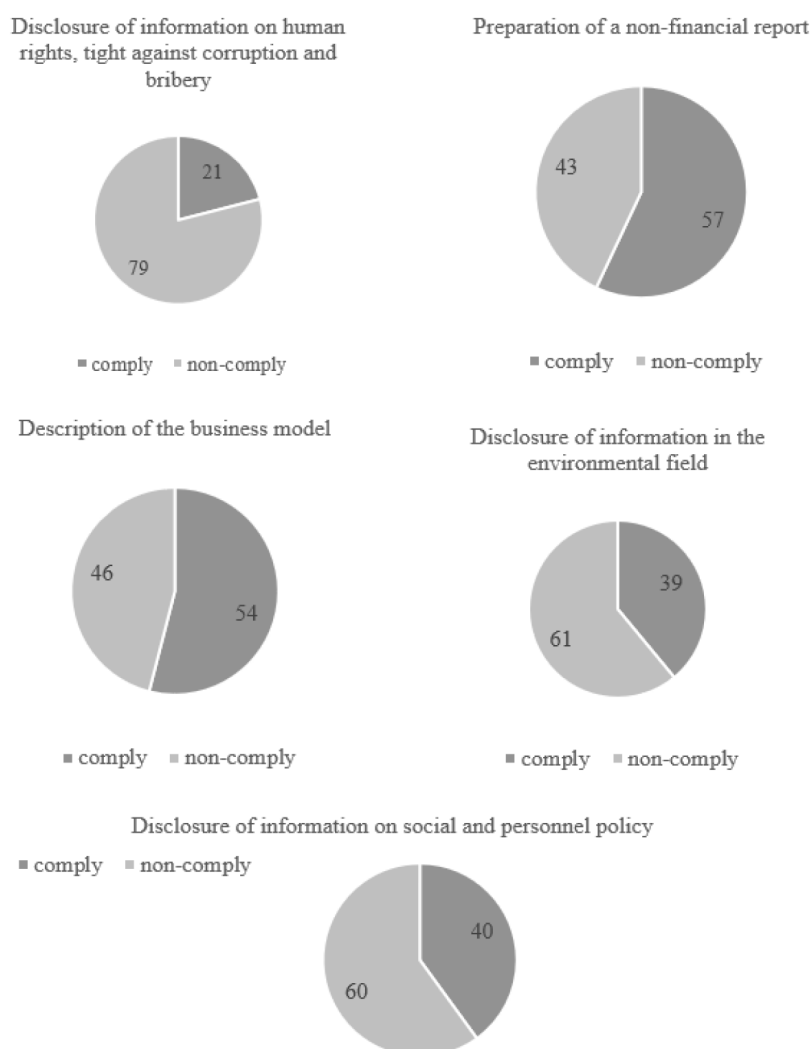 Disclosure of information on human
rights, tight against corruption and
bribery
21
79
comply non-comply
Preparation of a non-financial report
43
57
comply non-comply
Description of the business model
46
54
comply non-comply
Disclosure of information in the
environmental field
39
61
comply non-comply
Disclosure of information on social and personnel policy
comply non-comply
40
60